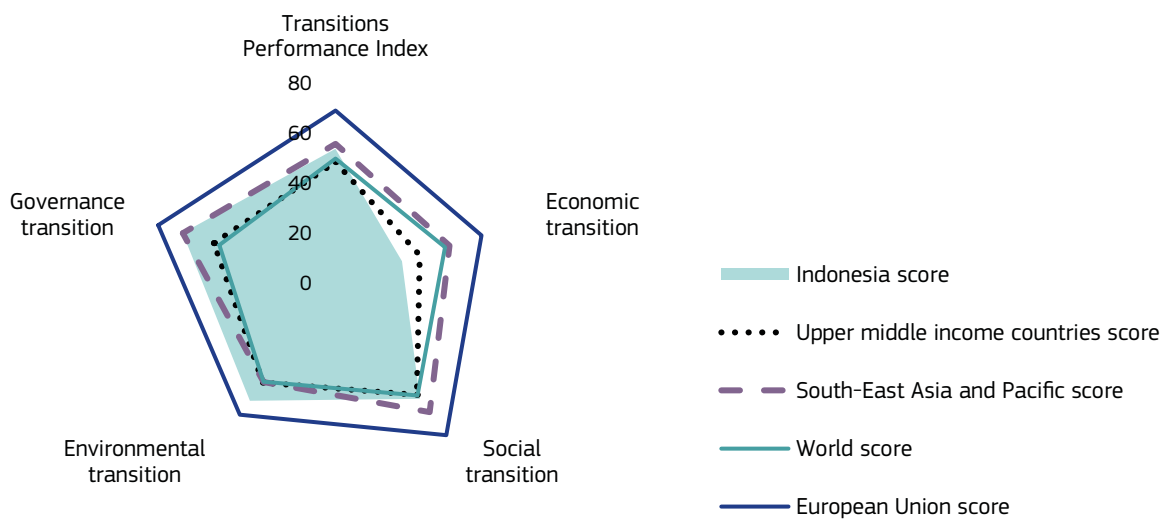 Transitions
Performance Index
80
60
40
20
0
Governance
transition
Economic
transition
Environmental
transition
Social
transition
Indonesia score
Upper middle income countries score
South-East Asia and Pacific score
World score
European Union score